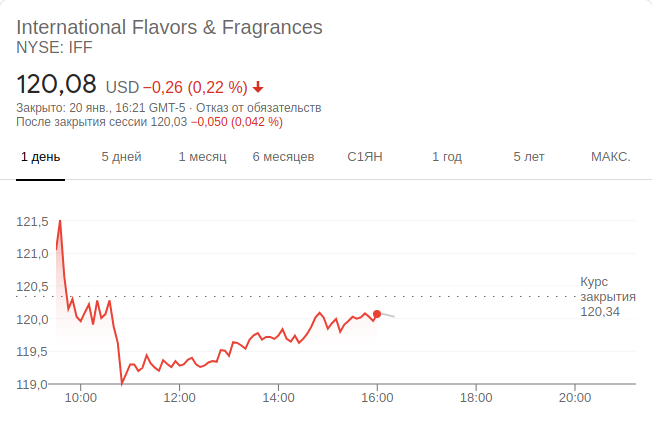 International Flavors & Fragrances
NYSE: IFF
120,08 USD −0,26 (0,22 %)
Закрыто: 20 янв., 16:21 GMT-5 · Отказ от обязательств
После закрытия сессии 120,03 −0,050 (0,042 %)
1 день 5 дней 1 месяц 6 месяцев С1ЯН 1 год 5 лет МАКС.
121,5
121,0
120,5
120,0
119,5
119,0
Курс
закрытия
120,34
10:00 12:00 14:00 16:00 18:00 20:00